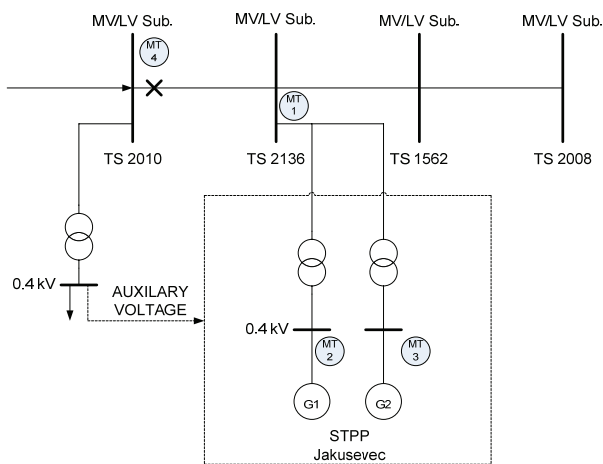 MV/LV Sub.
MV/LV Sub.
MV/LV Sub.
MV/LV Sub.
MT
4
MT
1
TS 2010
TS 2136
TS 1562
TS 2008
0.4 kV
AUXILARY
VOLTAGE
0.4 kV
MT
2
MT
3
G1
G2
STPP
Jakusevec